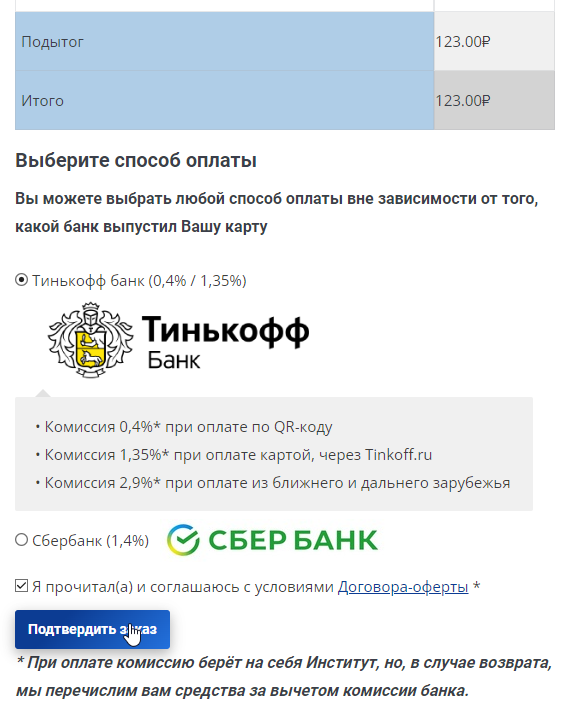 Подытог 123.00₽
Итого 123.00₽
Выберите способ оплаты
Вы можете выбрать любой способ оплаты вне зависимости от того,
какой банк выпустил Вашу карту
Тинькофф банк (0,4% / 1,35%)
Тинькофф
Банк
• Комиссия 0,4%* при оплате по QR-коду
• Комиссия 1,35%* при оплате картой, через Tinkoff.ru
• Комиссия 2,9%* при оплате из ближнего и дальнего зарубежья
Сбербанк (1,4%) СБЕР БАНК
Я прочитал(а) и соглашаюсь с условиями Договора-оферты *
Подтвердить заказ
* При оплате комиссию берёт на себя Институт, но, в случае возврата,
мы перечислим вам средства за вычетом комиссии банка.